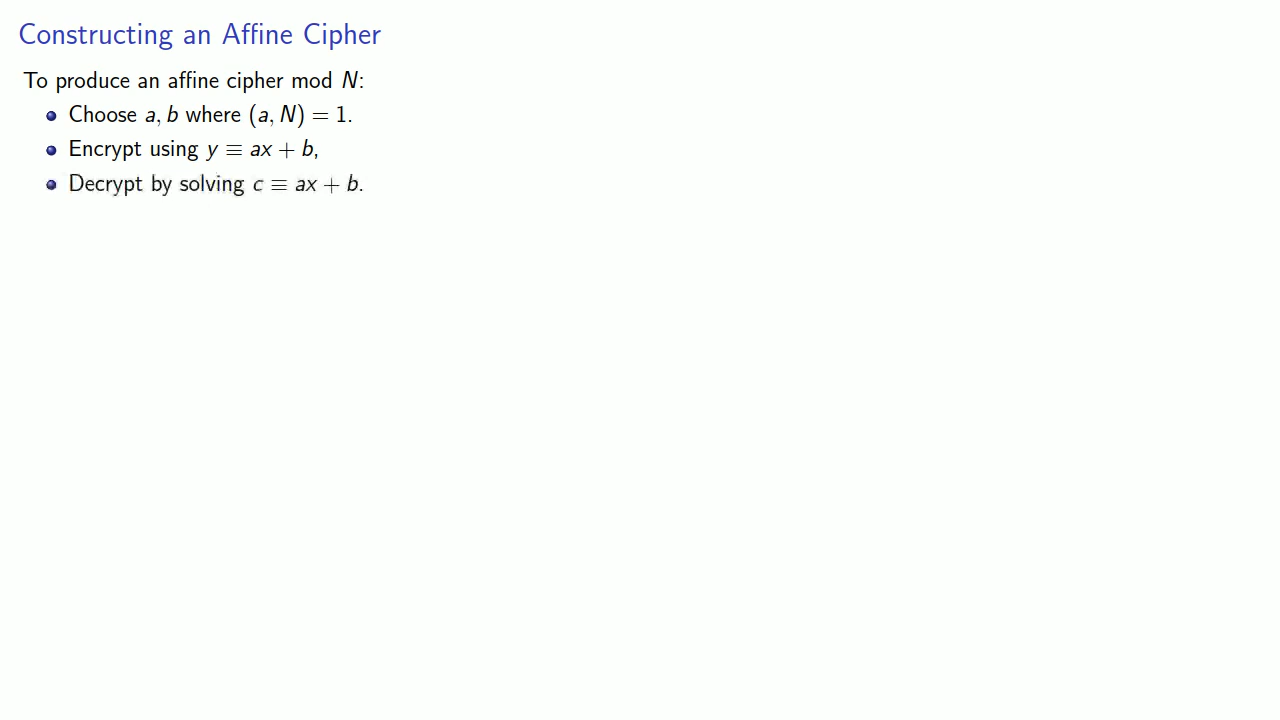 Constructing an Affine Cipher
To produce an affine cipher mod N:
Choose a, b where (a, N) = 1.
Encrypt using y ≡ ax + b,
Decrypt by solving c ≡ ax + b.